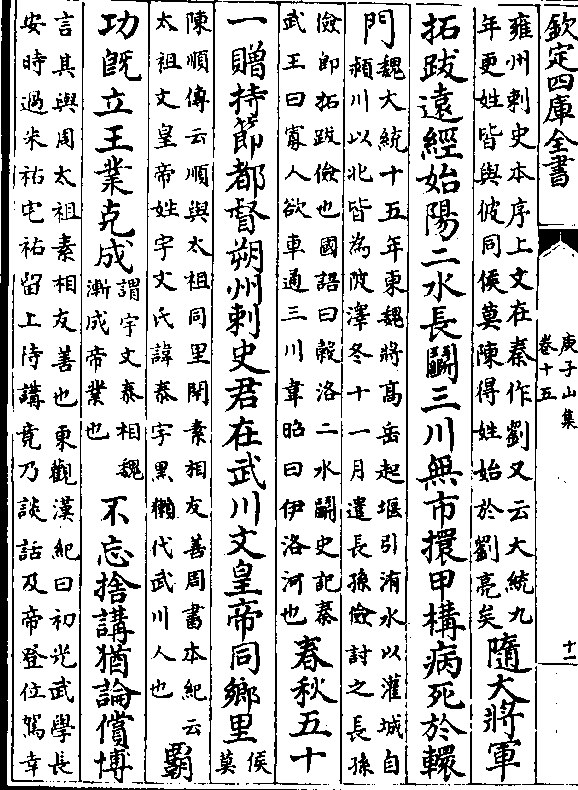 欽定四庫全書
庚子山集
卷十五
十一
雍州刺史本序上文在秦作劉又云大統九
年更姓皆與彼同侯莫陳得姓始於劉亮矣
隨大將軍
拓跋遠經始陽二水長鬭三川無市擐甲構病死於轘
門
魏大統十五年東魏將高岳起堰引洧水以灌城自
潁川以北皆為陂澤冬十一月遣長孫儉討之長孫
儉即拓跋儉也國語曰穀洛二水鬭史記秦
武王曰寡人欲車通三川韋昭曰伊洛河也
春秋五十
一贈持節都督朔州刺史君在武川文皇帝同鄉里
侯
莫
陳順傳云順與太祖同里閈素相友善周書本紀云
太祖文皇帝姓宇文氏諱泰字黑獺代武川人也
覇
功既立王業克成
謂宇文泰相魏
漸成帝業也
不忘捨講猶論償博
言其與周太祖素相友善也東觀漢紀曰初光武學長
安時過朱祐宅祐留上待講竟乃談話及帝登位駕幸